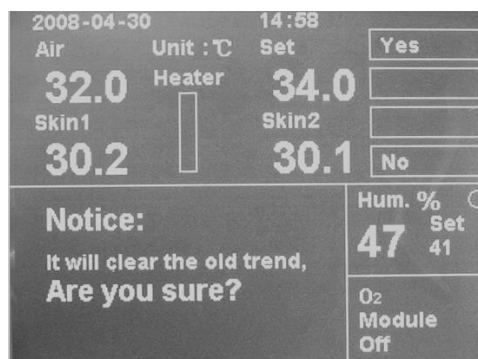 2008-04-30 14:58
Air Unit :℃ Set Yes
32.0 Heater 34.0
Skin1 Skin2
30.2 30.1 No
Notice:
It will clear the old trend,
Are you sure?
Hum. %
47 Set 41
O2
Module
Off